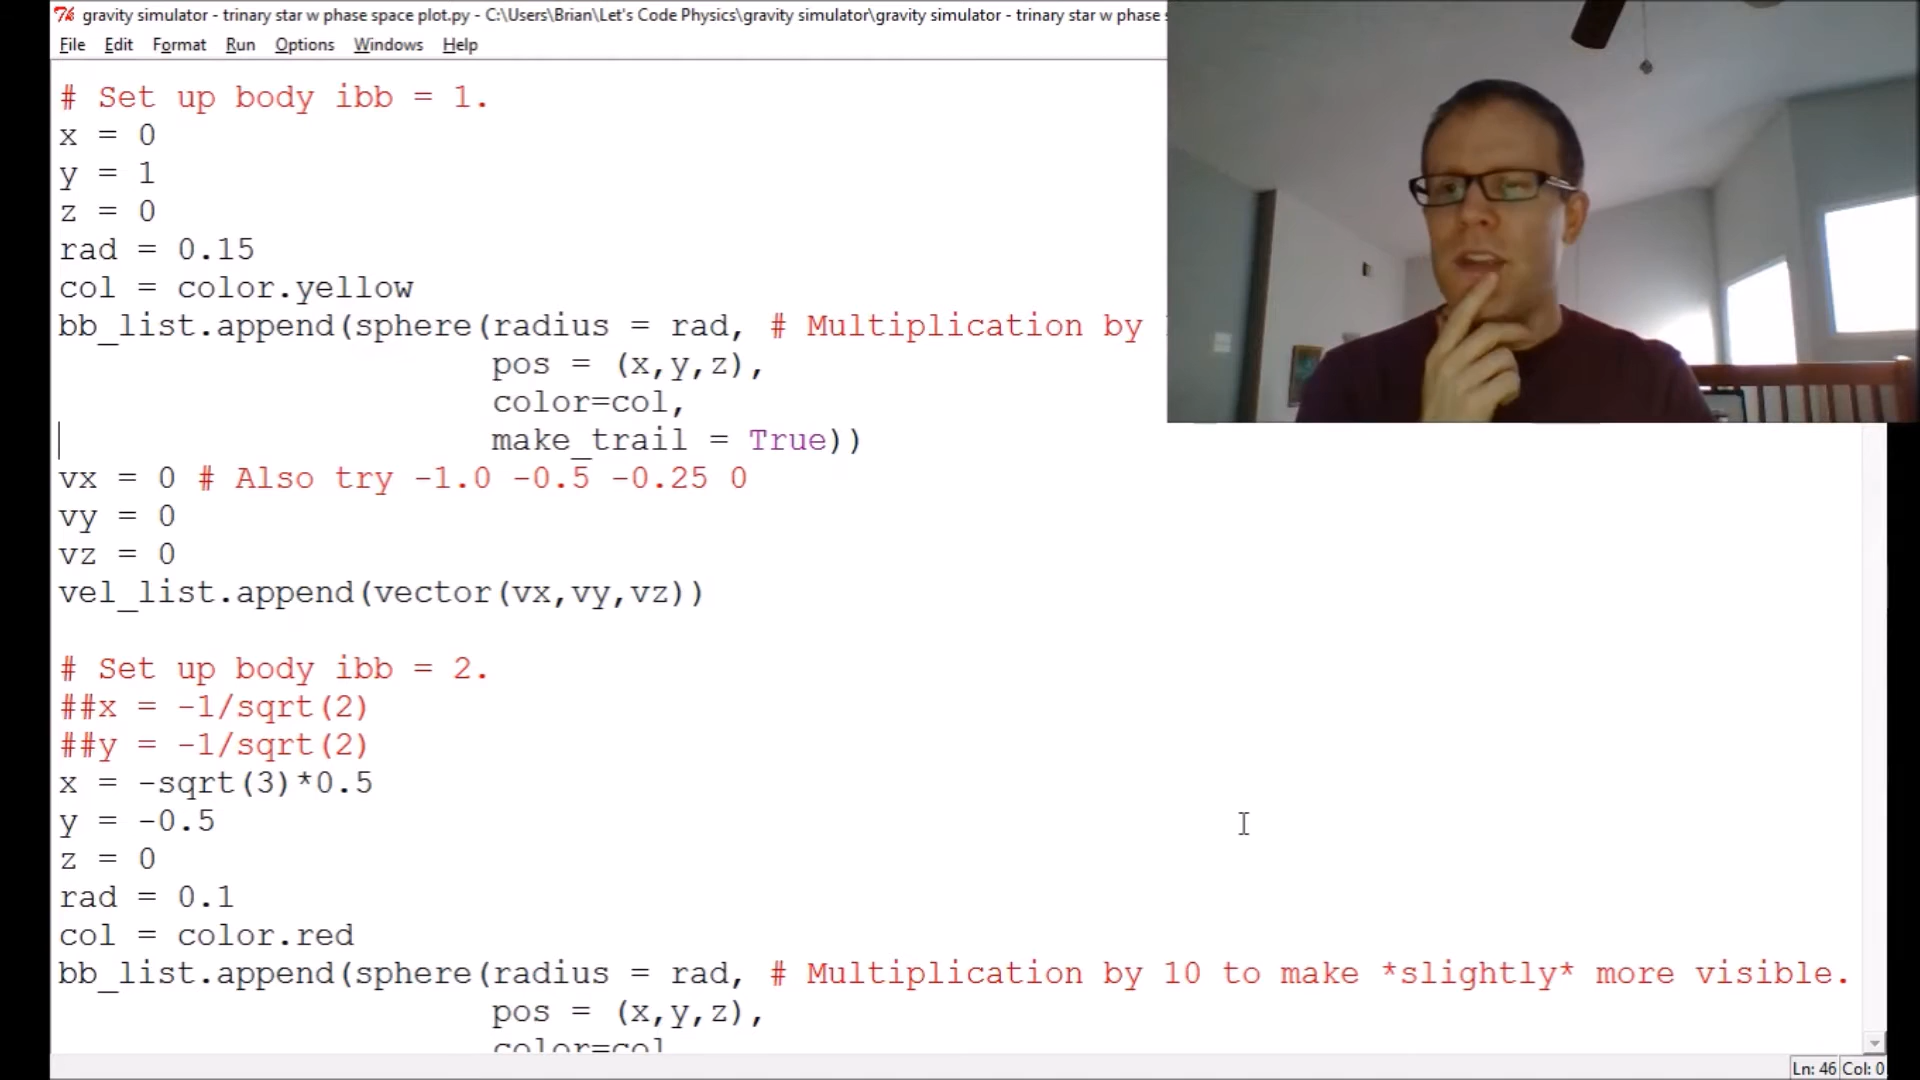 gravity simulator - trinary star w phase space plot.py - C:\Users\Brian\Let's Code Physics\gravity simulator\gravity simulator - trinary star w phase
File Edit Format Run Options Windows Help
# Set up body ibb = 1.
x = 0
y = 1
z = 0
rad = 0.15
col = color.yellow
bb_list.append(sphere(radius = rad, # Multiplication by
pos = (x,y,z),
color=col,
make_trail = True))
vx = 0 # Also try -1.0 -0.5 -0.25 0
vy = 0
vz = 0
vel_list.append(vector(vx,vy,vz))
# Set up body ibb = 2.
##x = -1/sqrt(2)
##y = -1/sqrt(2)
x = -sqrt(3)*0.5
y = -0.5
z = 0
rad = 0.1
col = color.red
bb_list.append(sphere(radius = rad, # Multiplication by 10 to make *slightly* more visible.
pos = (x,y,z),
color=col
Ln: 46 Col: 0